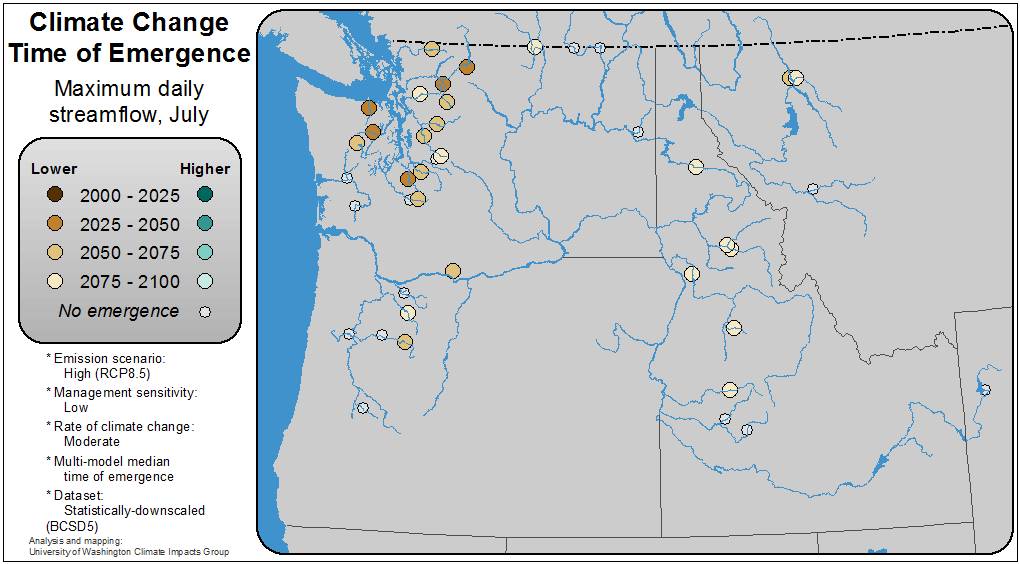 Climate Change
Time of Emergence
Maximum daily
streamflow, July
Lower Higher
2000 - 2025
2025 - 2050
2050 - 2075
2075 - 2100
No emergence
* Emission scenario:
High (RCP8.5)
* Management sensitivity:
Low
* Rate of climate change:
Moderate
* Multi-model median
time of emergence
* Dataset:
Statistically-downscaled
(BCSD5)
Analysis and mapping:
University of Washington Climate Impacts Group